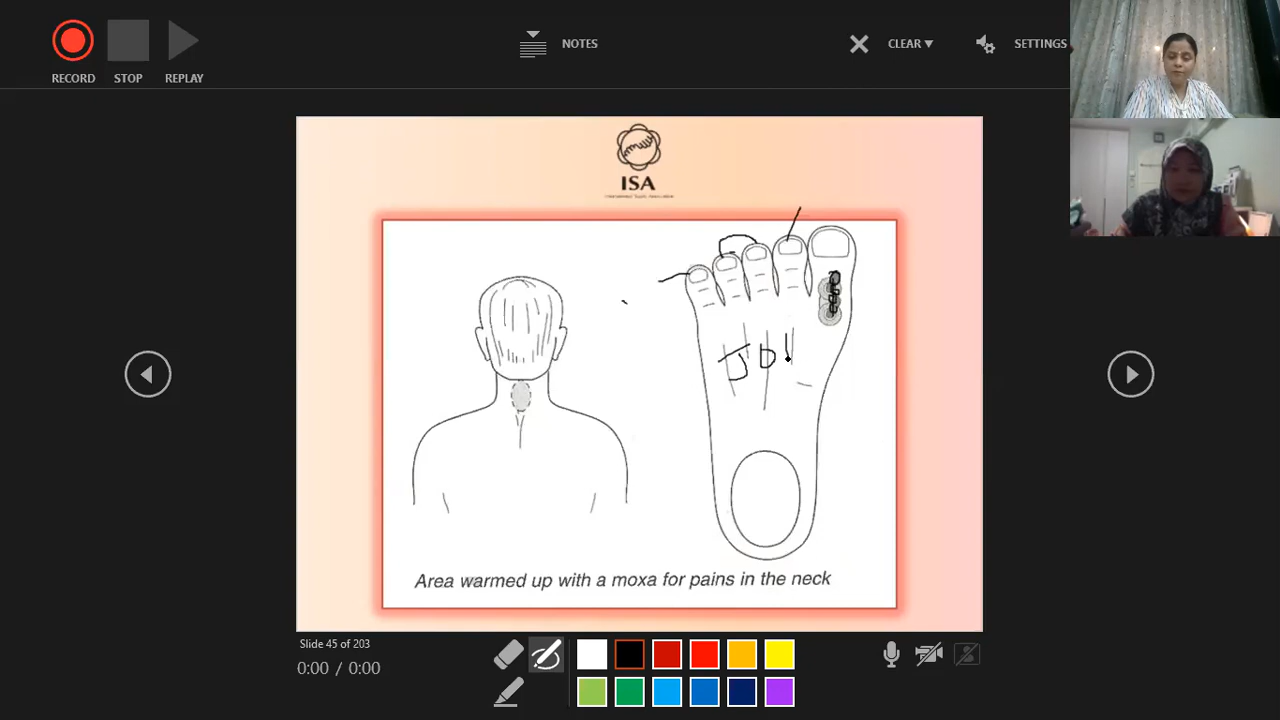 RECORD
STOP
REPLAY
NOTES
CLEAR
SETTINGS
ISA
Area warmed up with a moxa for pains in the neck
Slide 45 of 203
0:00 / 0:00